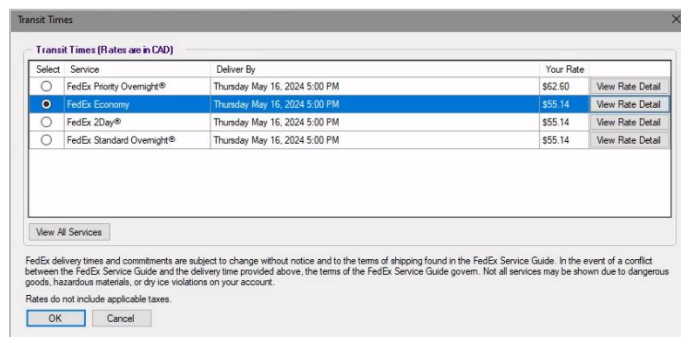 Transit Times
Transit Times (Rates are in CAD)
Select Service Deliver By Your Rate
FedEx Priority Overnight® Thursday May 16, 2024 5:00 PM $62.60 View Rate Detail
FedEx Economy Thursday May 16, 2024 5:00 PM $55.14 View Rate Detail
FedEx 2Day® Thursday May 16, 2024 5:00 PM $55.14 View Rate Detail
FedEx Standard Overnight® Thursday May 16, 2024 5:00 PM $55.14 View Rate Detail
View All Services
FedEx delivery times and commitments are subject to change without notice and to the terms of shipping found in the FedEx Service Guide. In the event of a conflict
between the FedEx Service Guide and the delivery time provided above, the terms of the FedEx Service Guide govern. Not all services may be shown due to dangerous
goods, hazardous materials, or dry ice violations on your account.
Rates do not include applicable taxes.
OK Cancel